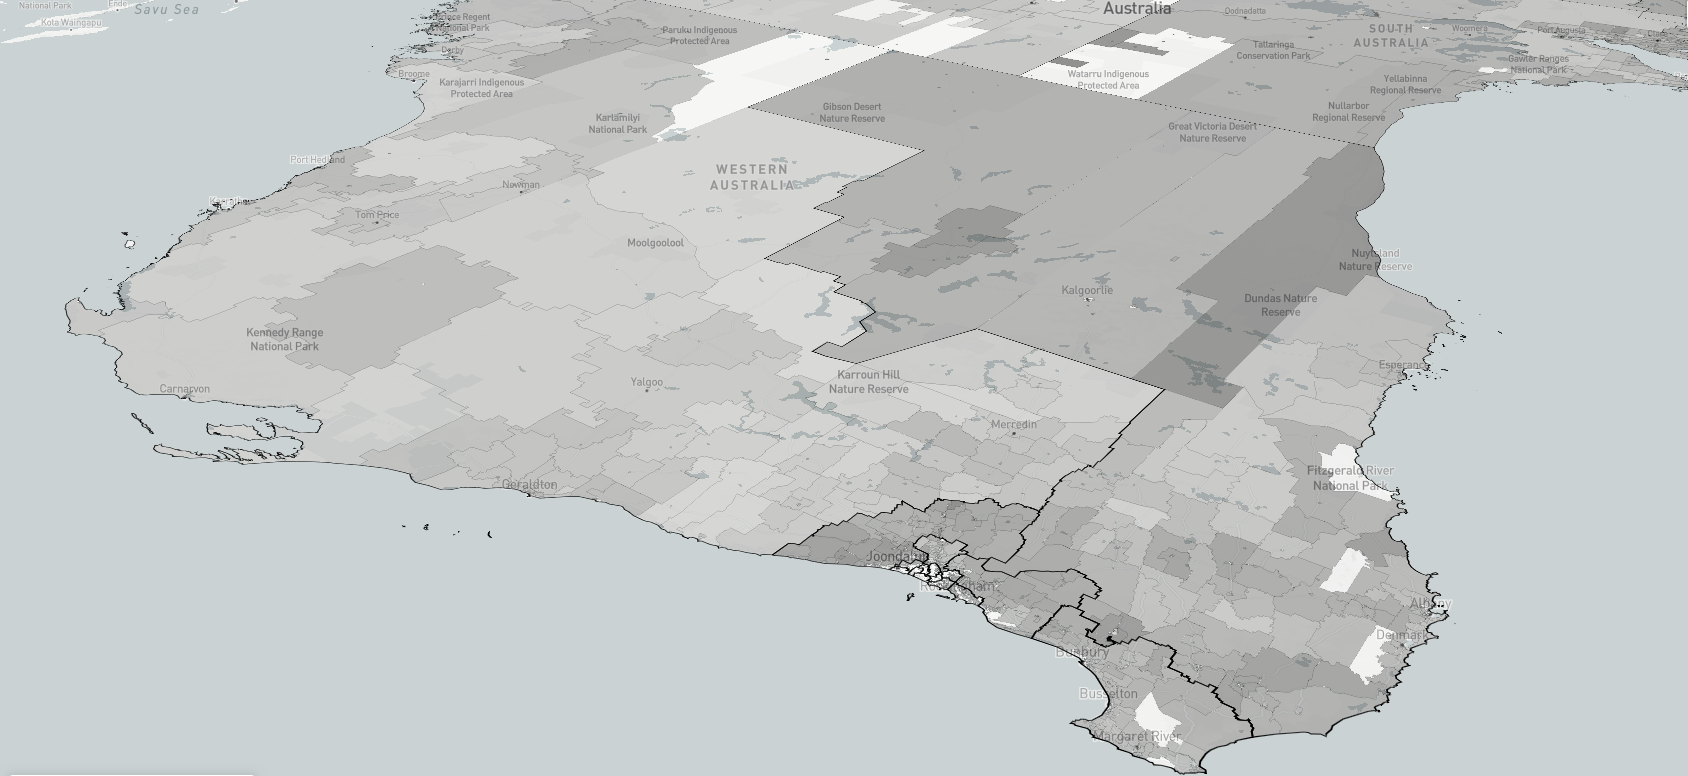 National Park
Ende
Kota Waingapu
Savu Sea
Prince Regent
National Park
Derby
Broome
Paruku Indigenous
Protected Area
Karajarri Indigenous
Protected Area
Australia
Oodnadatta
SOUTH
AUSTRALIA
Woomera
Port Augusta
Tallaringa
Conservation Park
Gawler Ranges
National Park
Watarru Indigenous
Protected Area
Yellabinna
Regional Reserve
Gibson Desert
Nature Reserve
Nullarbor
Regional Reserve
Karlamilyi
National Park
Great Victoria Desert
Nature Reserve
Port Hedland
WESTERN
AUSTRALIA
Newman
Karratha
Tom Price
Moolgoolool
Nuytsland
Nature Reserve
Kalgoorlie
Dundas Nature
Reserve
Kennedy Range
National Park
Esperance
Karroun Hill
Nature Reserve
Carnarvon
Yalgoo
Merredin
Fitzgerald River
National Park
Geraldton
Joondalup
Rockingham
Albany
Denmark
Bunbury
Busselton
Margaret River